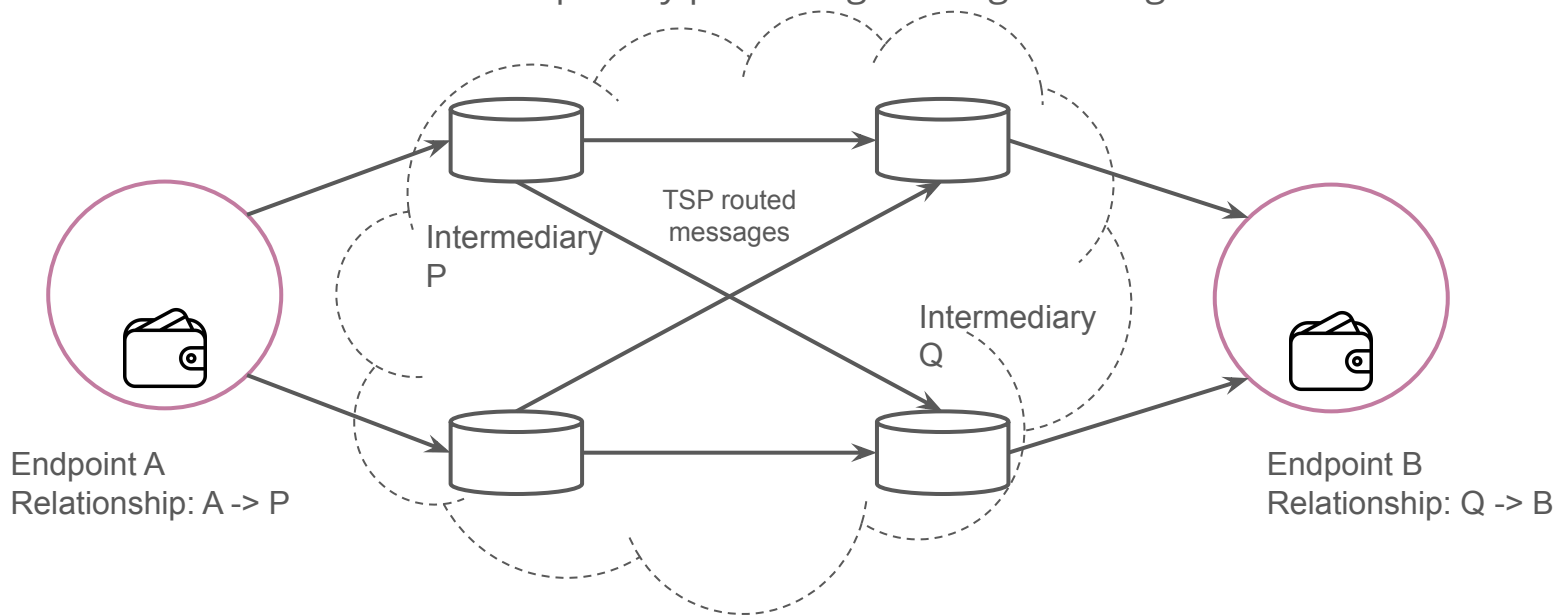 TSP routed
messages
Intermediary
P
Intermediary
Q
Endpoint A
Relationship: A -> P
Endpoint B
Relationship: Q -> B